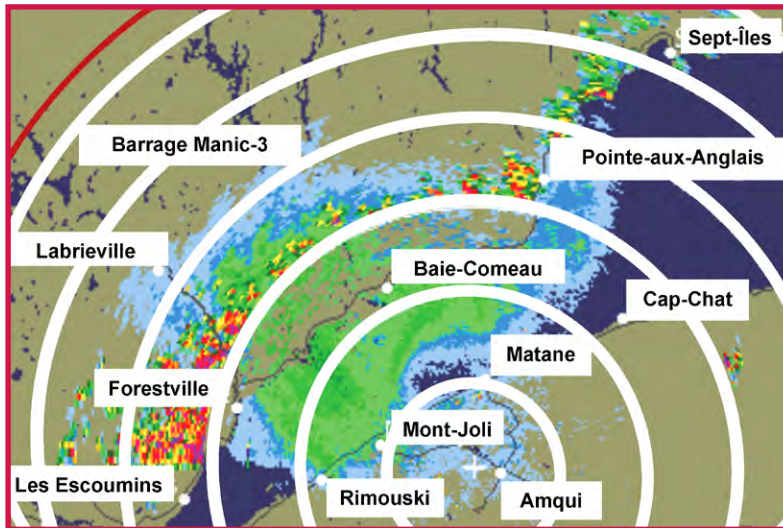 Sept-Îles
Barrage Manic-3
Pointe-aux-Anglais
Labrieville
Baie-Comeau
Cap-Chat
Matane
Forestville
Mont-Joli
Les Escoumins
Rimouski
Amqui